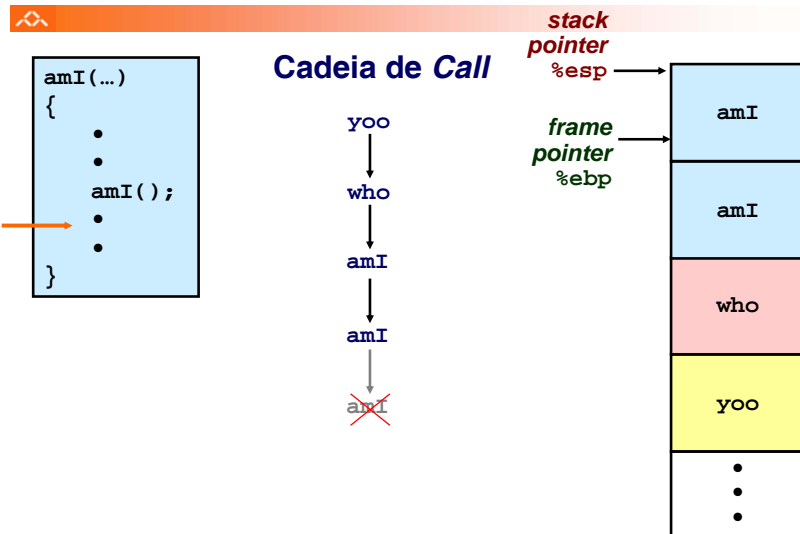 stack
pointer
%esp
Cadeia de Call
amI(…)
{
•
•
amI();
•
•
}
yoo
who
amI
amI
amI
frame
pointer
%ebp
amI
amI
who
yoo
•
•
•